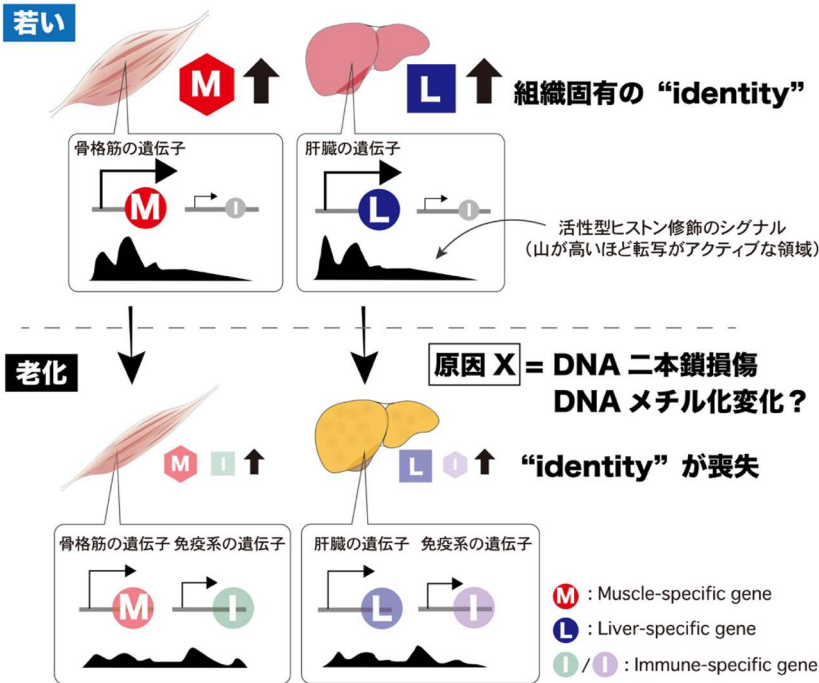 若い
M
L
組織固有の “identity”
骨格筋の遺伝子
肝臓の遺伝子
M
I
L
I
活性型ヒストン修飾のシグナル
(山が高いほど転写がアクティブな領域)
老化
原因 X = DNA 二本鎖損傷
DNA メチル化変化?
M I
L I
“identity” が喪失
骨格筋の遺伝子 免疫系の遺伝子
肝臓の遺伝子 免疫系の遺伝子
M I
L I
M : Muscle-specific gene
L : Liver-specific gene
I / I : Immune-specific gene